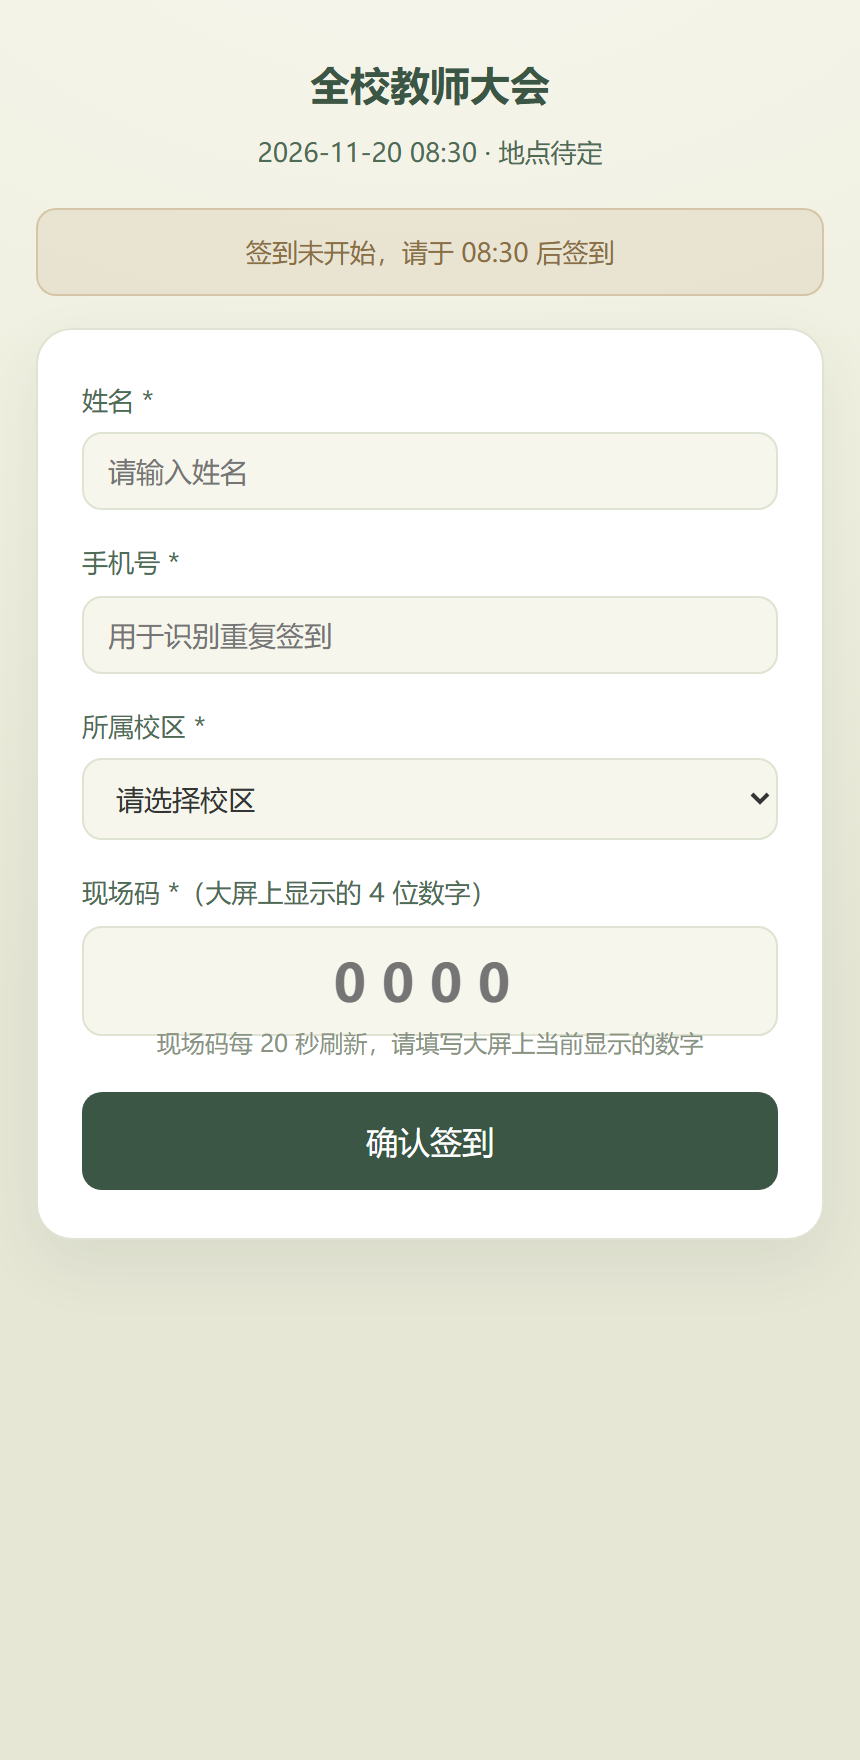 全校教师大会
2026-11-20 08:30 · 地点待定
签到未开始，请于 08:30 后签到
姓名 *
请输入姓名
手机号 *
用于识别重复签到
所属校区 *
请选择校区
现场码 *（大屏上显示的 4 位数字）
0000
现场码每 20 秒刷新，请填写大屏上当前显示的数字
确认签到